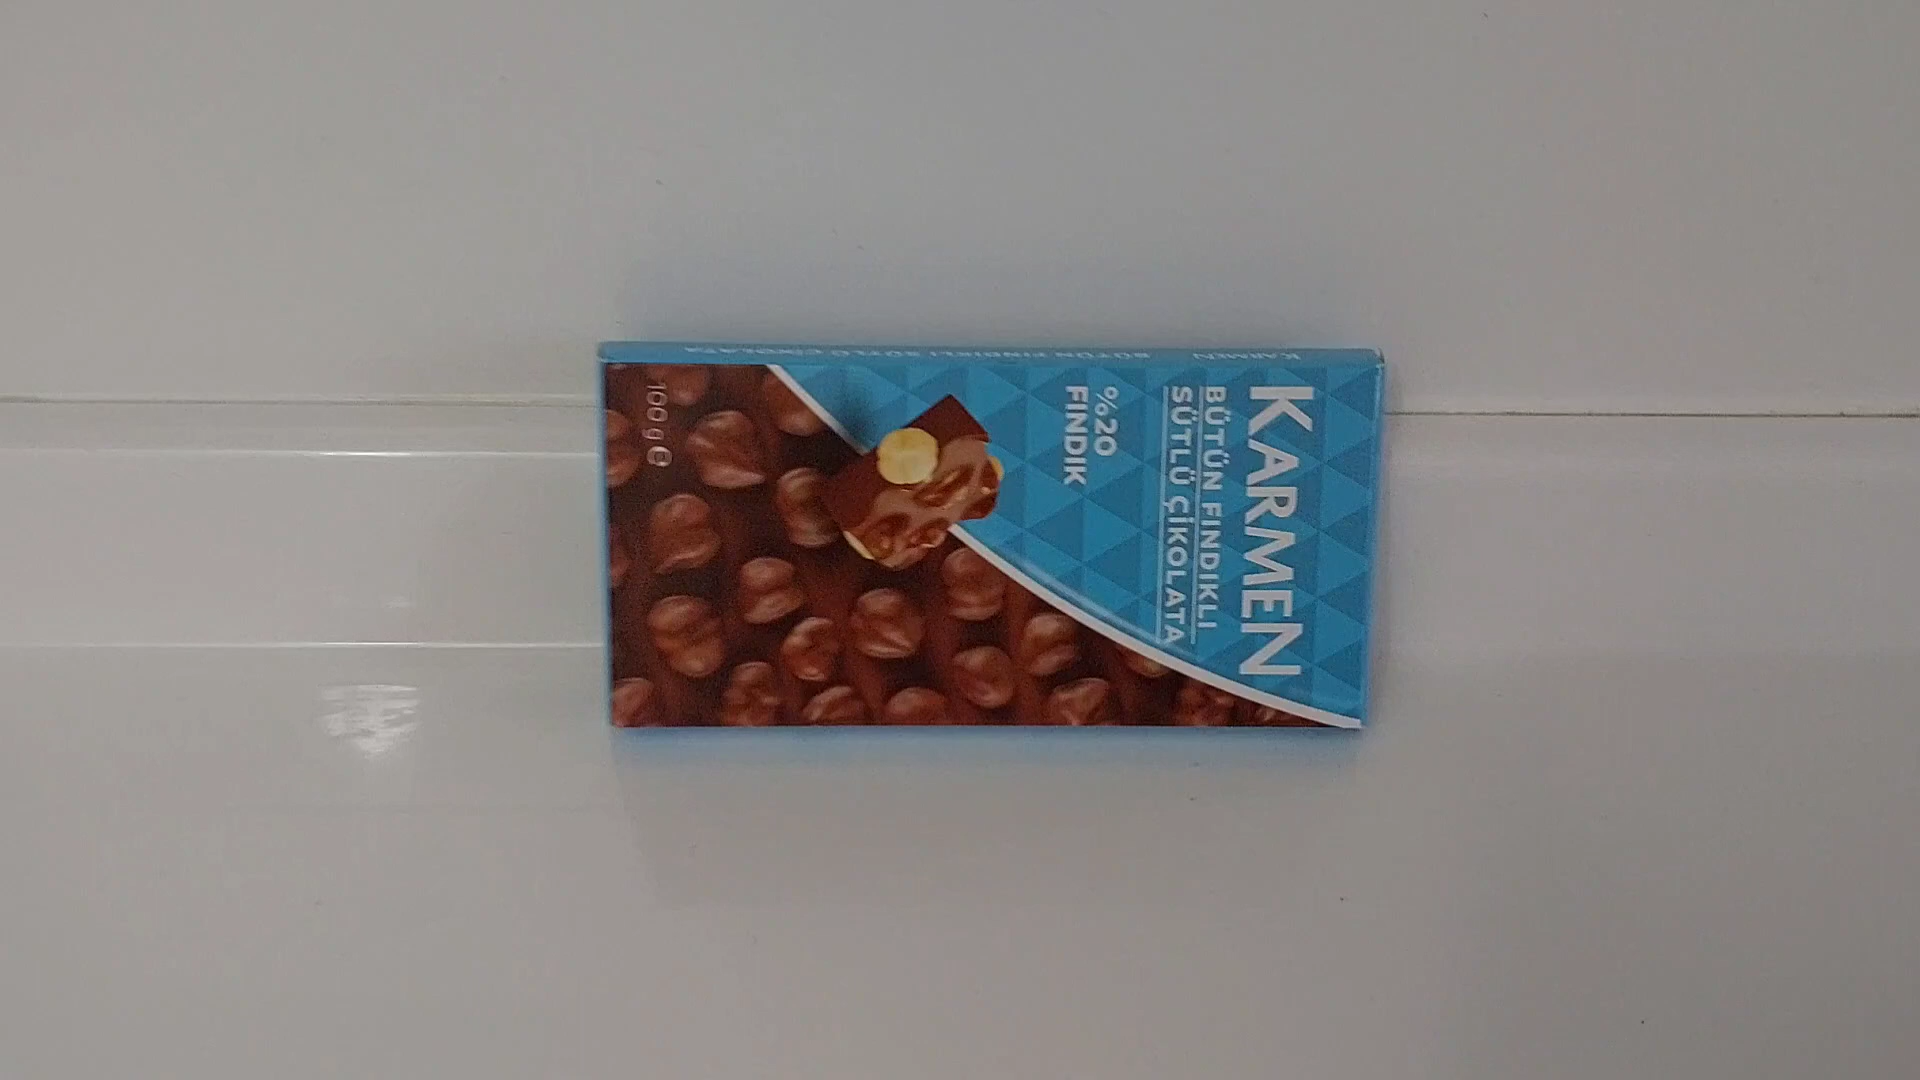 KARMEN
BÜTÜN FINDIKLI
SÜTLÜ ÇİKOLATA
%20
FINDIK
100 g ℮
KARMEN BÜTÜN FINDIKLI SÜTLÜ ÇİKOLATA